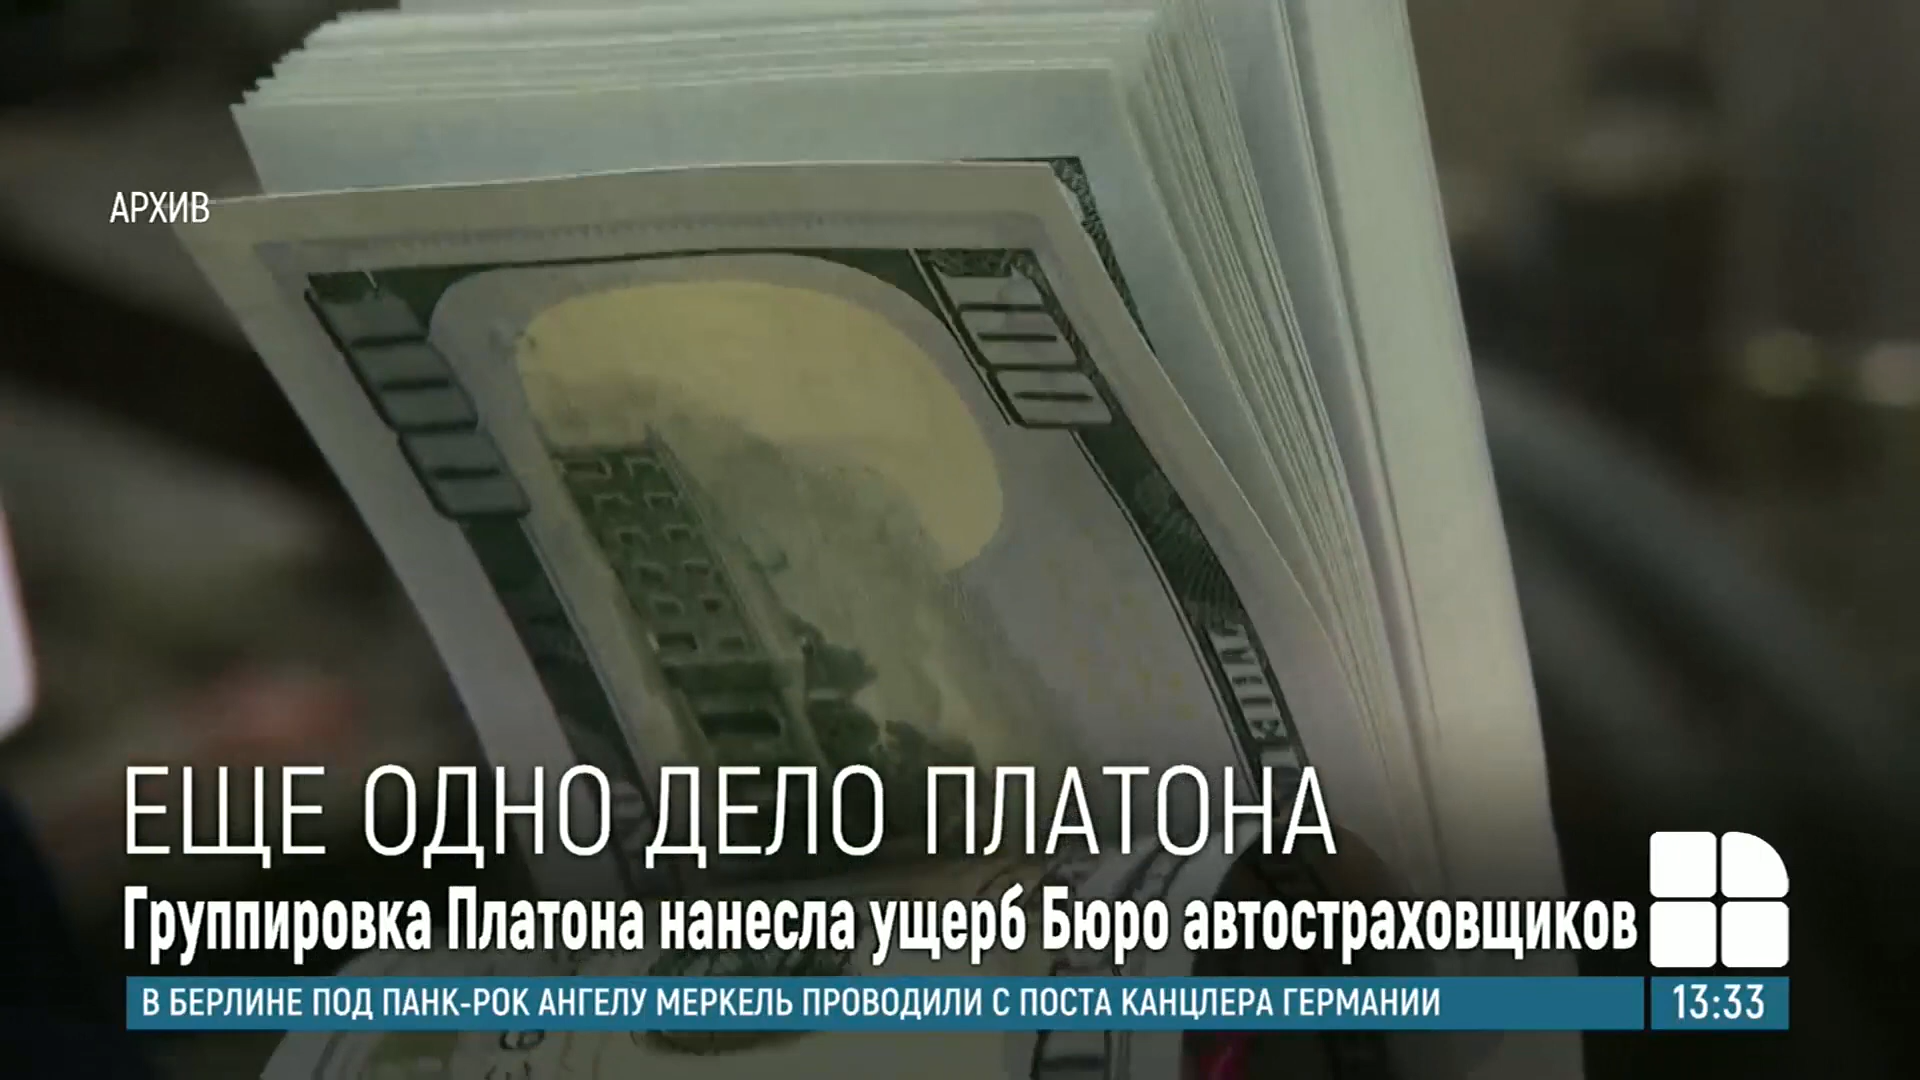 АРХИВ
ЕЩЕ ОДНО ДЕЛО ПЛАТОНА
Группировка Платона нанесла ущерб Бюро автостраховщиков
В БЕРЛИНЕ ПОД ПАНК-РОК АНГЕЛУ МЕРКЕЛЬ ПРОВОДИЛИ С ПОСТА КАНЦЛЕРА ГЕРМАНИИ
13:33